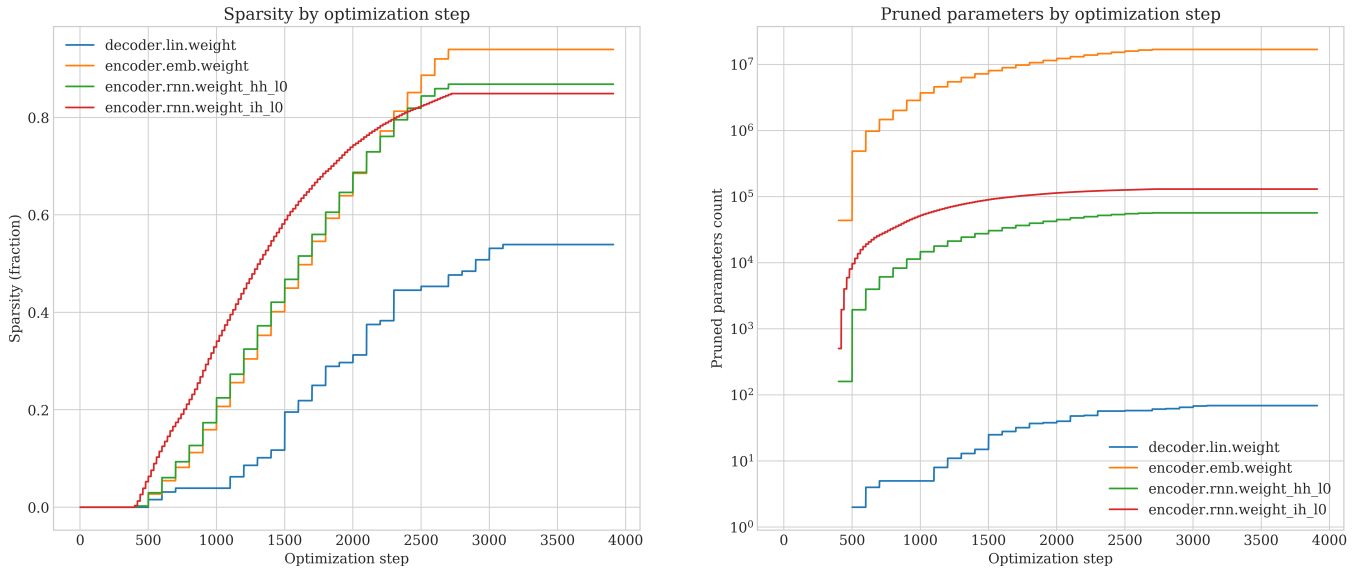 Sparsity by optimization step
decoder.lin.weight
encoder.emb.weight
encoder.rnn.weight_hh_l0
encoder.rnn.weight_ih_l0
Sparsity (fraction)
0.8
0.6
0.4
0.2
0.0
0 500 1000 1500 2000 2500 3000 3500 4000
Optimization step
Pruned parameters by optimization step
Pruned parameters count
10^7
10^6
10^5
10^4
10^3
10^2
10^1
10^0
decoder.lin.weight
encoder.emb.weight
encoder.rnn.weight_hh_l0
encoder.rnn.weight_ih_l0
0 500 1000 1500 2000 2500 3000 3500 4000
Optimization step